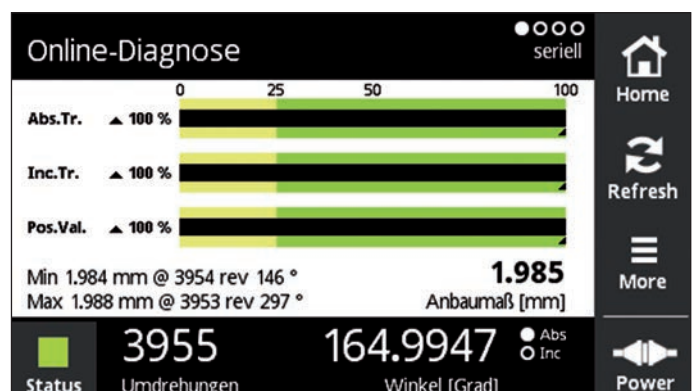 Online-Diagnose
seriell
Home
0 25 50 100
Abs.Tr. ▲ 100 %
Inc.Tr. ▲ 100 %
Refresh
Pos.Val. ▲ 100 %
Min 1.984 mm @ 3954 rev 146 °
Max 1.988 mm @ 3953 rev 297 °
1.985
Anbaumaß [mm]
More
Status
3955
Umdrehungen
164.9947
Winkel [Grad]
Abs
Inc
Power